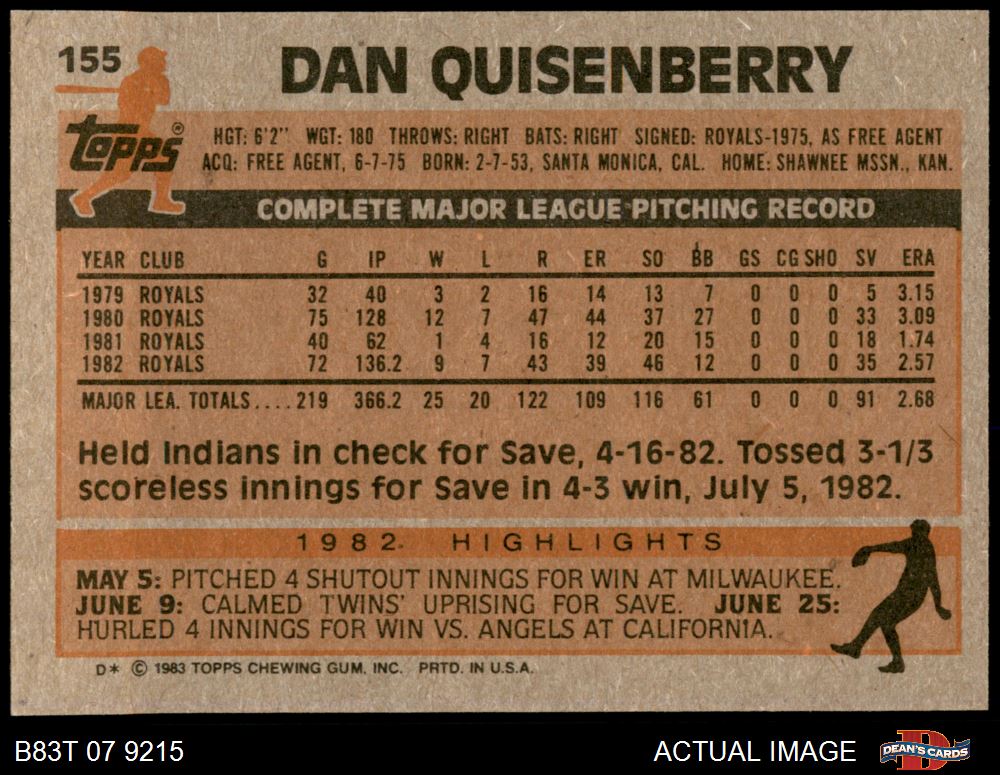 155
DAN QUISENBERRY
Topps®
HGT: 6'2" WGT: 180 THROWS: RIGHT BATS: RIGHT SIGNED: ROYALS-1975, AS FREE AGENT
ACQ: FREE AGENT, 6-7-75 BORN: 2-7-53, SANTA MONICA, CAL. HOME: SHAWNEE MSSN., KAN.
COMPLETE MAJOR LEAGUE PITCHING RECORD
YEAR CLUB G IP W L R ER SO BB GS CG SHO SV ERA
1979 ROYALS 32 40 3 2 16 14 13 7 0 0 0 5 3.15
1980 ROYALS 75 128 12 7 47 44 37 27 0 0 0 33 3.09
1981 ROYALS 40 62 1 4 16 12 20 15 0 0 0 18 1.74
1982 ROYALS 72 136.2 9 7 43 39 46 12 0 0 0 35 2.57
MAJOR LEA. TOTALS....219 366.2 25 20 122 109 116 61 0 0 0 91 2.68
Held Indians in check for Save, 4-16-82. Tossed 3-1/3
scoreless innings for Save in 4-3 win, July 5, 1982.
1982 HIGHLIGHTS
MAY 5: PITCHED 4 SHUTOUT INNINGS FOR WIN AT MILWAUKEE.
JUNE 9: CALMED TWINS' UPRISING FOR SAVE. JUNE 25:
HURLED 4 INNINGS FOR WIN VS. ANGELS AT CALIFORNIA.
D* © 1983 TOPPS CHEWING GUM, INC. PRTD. IN U.S.A.
B83T 07 9215
ACTUAL IMAGE
DEAN'S CARDS